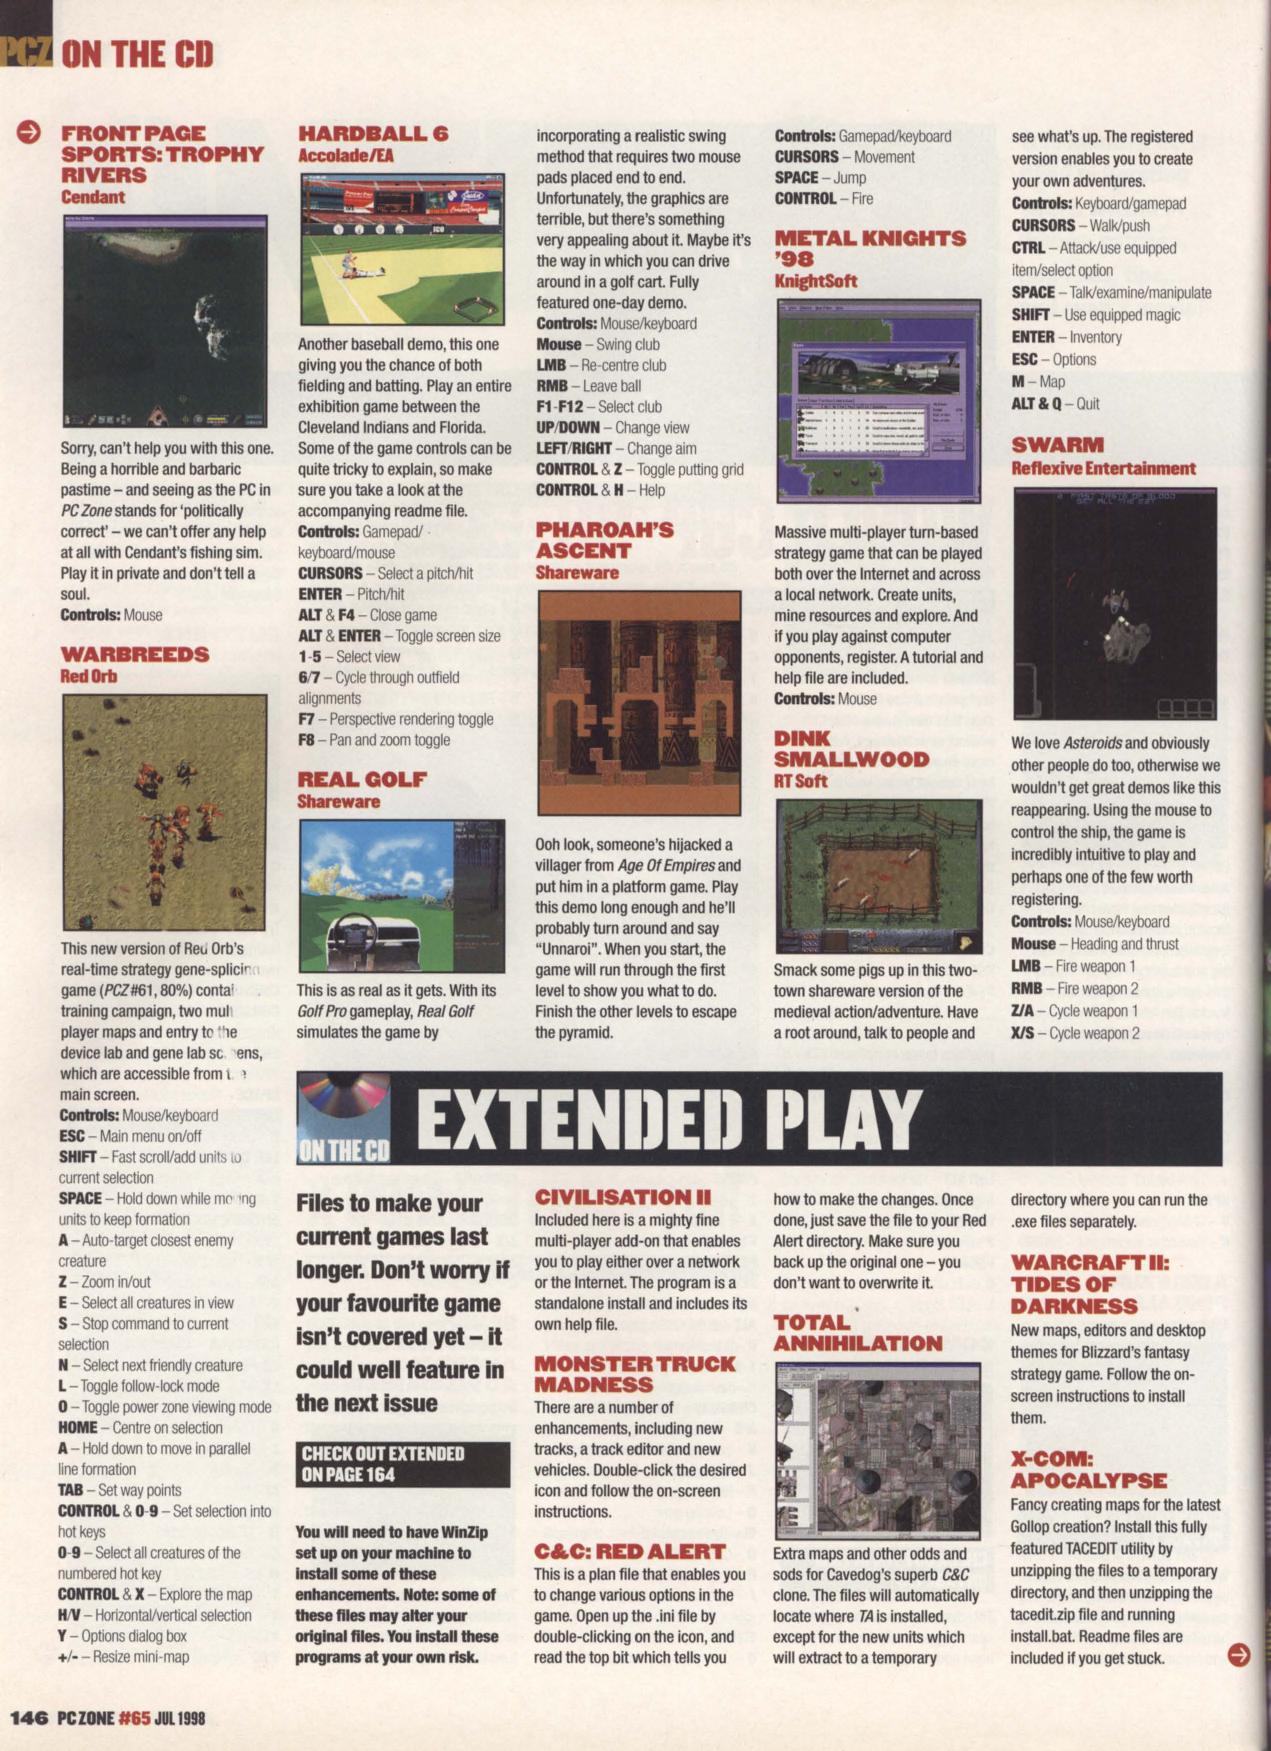 PCZ ON THE CD
FRONT PAGE
SPORTS: TROPHY
RIVERS
Cendant
Sorry, can't help you with this one.
Being a horrible and barbaric
pastime – and seeing as the PC in
PC Zone stands for 'politically
correct' – we can't offer any help
at all with Cendant's fishing sim.
Play it in private and don't tell a
soul.
Controls: Mouse
WARBREEDS
Red Orb
This new version of Red Orb's
real-time strategy gene-splicing
game (PCZ #61, 80%)
training campaign, two
player maps and entry to the
device lab and gene lab
which are accessible from
main screen.
Controls: Mouse/keyboard
ESC – Main menu on/off
SHIFT – Fast scroll/add units to
current selection
SPACE – Hold down while moving
units to keep formation
A – Auto-target closest enemy
creature
Z – Zoom in/out
E – Select all creatures in view
S – Stop command to current
selection
N – Select next friendly creature
L – Toggle follow-lock mode
O – Toggle power zone viewing mode
HOME – Centre on selection
A – Hold down to move in parallel
line formation
TAB – Set way points
CONTROL & 0-9 – Set selection into
hot keys
0-9 – Select all creatures of the
numbered hot key
CONTROL & X – Explore the map
H/V – Horizontal/vertical selection
Y – Options dialog box
+/- – Resize mini-map
HARDBALL 6
Accolade/EA
Another baseball demo, this one
giving you the chance of both
fielding and batting. Play an entire
exhibition game between the
Cleveland Indians and Florida.
Some of the game controls can be
quite tricky to explain, so make
sure you take a look at the
accompanying readme file.
Controls: Gamepad/
keyboard/mouse
CURSORS – Select a pitch/hit
ENTER – Pitch/hit
ALT & F4 – Close game
ALT & ENTER – Toggle screen size
1-5 – Select view
6/7 – Cycle through outfield
alignments
F7 – Perspective rendering toggle
F8 – Pan and zoom toggle
REAL GOLF
Shareware
This is as real as it gets. With its
Golf Pro gameplay, Real Golf
simulates the game by
incorporating a realistic swing
method that requires two mouse
pads placed end to end.
Unfortunately, the graphics are
terrible, but there's something
very appealing about it. Maybe it's
the way in which you can drive
around in a golf cart. Fully
featured one-day demo.
Controls: Mouse/keyboard
Mouse – Swing club
LMB – Re-centre club
RMB – Leave ball
F1-F12 – Select club
UP/DOWN – Change view
LEFT/RIGHT – Change aim
CONTROL & Z – Toggle putting grid
CONTROL & H – Help
PHAROAH'S
ASCENT
Shareware
Ooh look, someone's hijacked a
villager from Age Of Empires and
put him in a platform game. Play
this demo long enough and he'll
probably turn around and say
"Unnaroi". When you start, the
game will run through the first
level to show you what to do.
Finish the other levels to escape
the pyramid.
Controls: Gamepad/keyboard
CURSORS – Movement
SPACE – Jump
CONTROL – Fire
METAL KNIGHTS
'98
KnightSoft
Massive multi-player turn-based
strategy game that can be played
both over the Internet and across
a local network. Create units,
mine resources and explore. And
if you play against computer
opponents, register. A tutorial and
help file are included.
Controls: Mouse
DINK
SMALLWOOD
RT Soft
Smack some pigs up in this two-
town shareware version of the
medieval action/adventure. Have
a root around, talk to people and
see what's up. The registered
version enables you to create
your own adventures.
Controls: Keyboard/gamepad
CURSORS – Walk/push
CTRL – Attack/use equipped
item/select option
SPACE – Talk/examine/manipulate
SHIFT – Use equipped magic
ENTER – Inventory
ESC – Options
M – Map
ALT & Q – Quit
SWARM
Reflexive Entertainment
We love Asteroids and obviously
other people do too, otherwise we
wouldn't get great demos like this
reappearing. Using the mouse to
control the ship, the game is
incredibly intuitive to play and
perhaps one of the few worth
registering.
Controls: Mouse/keyboard
Mouse – Heading and thrust
LMB – Fire weapon 1
RMB – Fire weapon 2
Z/A – Cycle weapon 1
X/S – Cycle weapon 2
ON THE CD
EXTENDED PLAY
Files to make your
current games last
longer. Don't worry if
your favourite game
isn't covered yet – it
could well feature in
the next issue
CHECK OUT EXTENDED
ON PAGE 164
You will need to have WinZip
set up on your machine to
install some of these
enhancements. Note: some of
these files may alter your
original files. You install these
programs at your own risk.
CIVILISATION II
Included here is a mighty fine
multi-player add-on that enables
you to play either over a network
or the Internet. The program is a
standalone install and includes its
own help file.
MONSTER TRUCK
MADNESS
There are a number of
enhancements, including new
tracks, a track editor and new
vehicles. Double-click the desired
icon and follow the on-screen
instructions.
C&C: RED ALERT
This is a plan file that enables you
to change various options in the
game. Open up the .ini file by
double-clicking on the icon, and
read the top bit which tells you
how to make the changes. Once
done, just save the file to your Red
Alert directory. Make sure you
back up the original one – you
don't want to overwrite it.
TOTAL
ANNIHILATION
Extra maps and other odds and
sods for Cavedog's superb C&C
clone. The files will automatically
locate where TA is installed,
except for the new units which
will extract to a temporary
directory where you can run the
.exe files separately.
WARCRAFT II:
TIDES OF
DARKNESS
New maps, editors and desktop
themes for Blizzard's fantasy
strategy game. Follow the on-
screen instructions to install
them.
X-COM:
APOCALYPSE
Fancy creating maps for the latest
Gollop creation? Install this fully
featured TACEDIT utility by
unzipping the files to a temporary
directory, and then unzipping the
tacedit.zip file and running
install.bat. Readme files are
included if you get stuck.
146 PC ZONE #65 JUL 1998